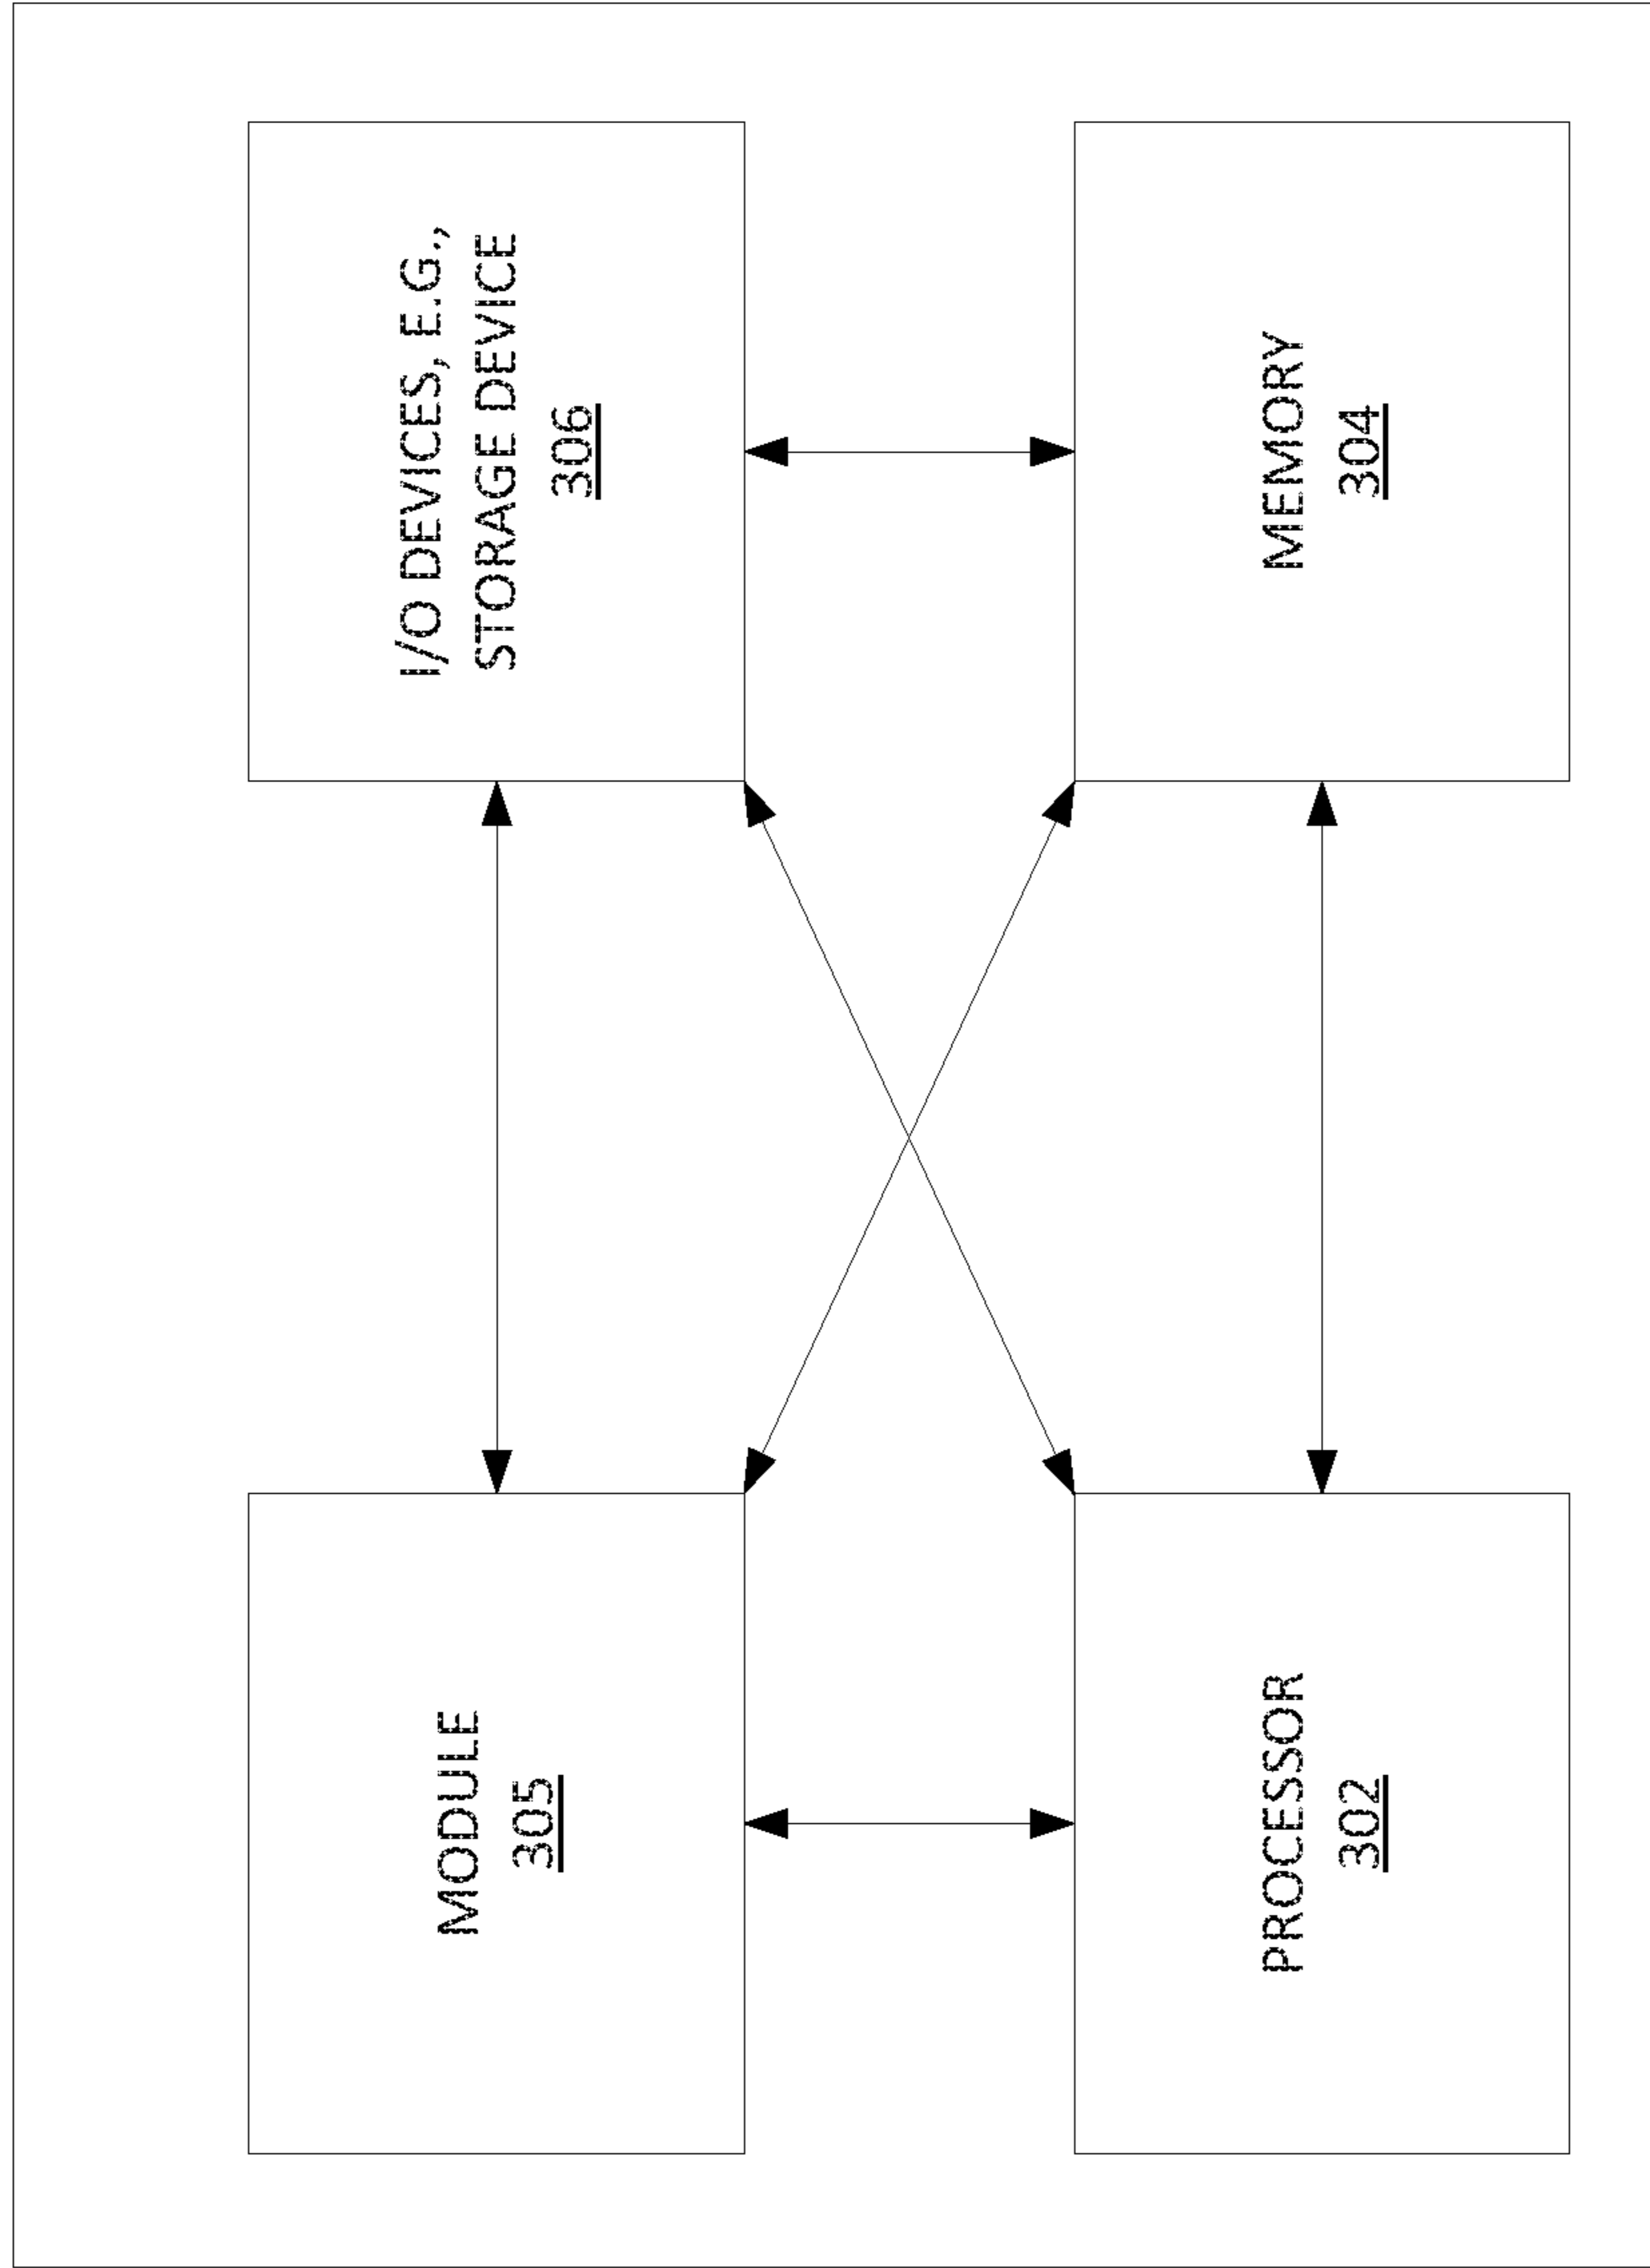 MODULE
305
I/O DEVICES, E.G.,
STORAGE DEVICE
306
PROCESSOR
302
MEMORY
304